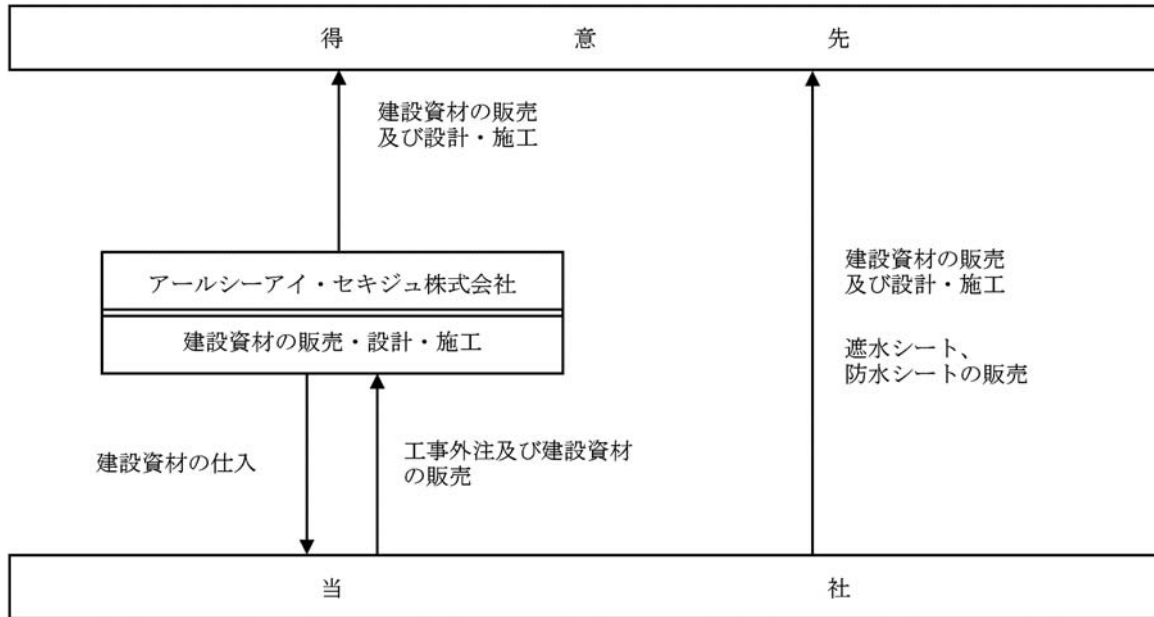 得意先
建設資材の販売
及び設計・施工
アールシーアイ・セキジュ株式会社
建設資材の販売・設計・施工
建設資材の販売
及び設計・施工
遮水シート、
防水シートの販売
建設資材の仕入
工事外注及び建設資材
の販売
当社